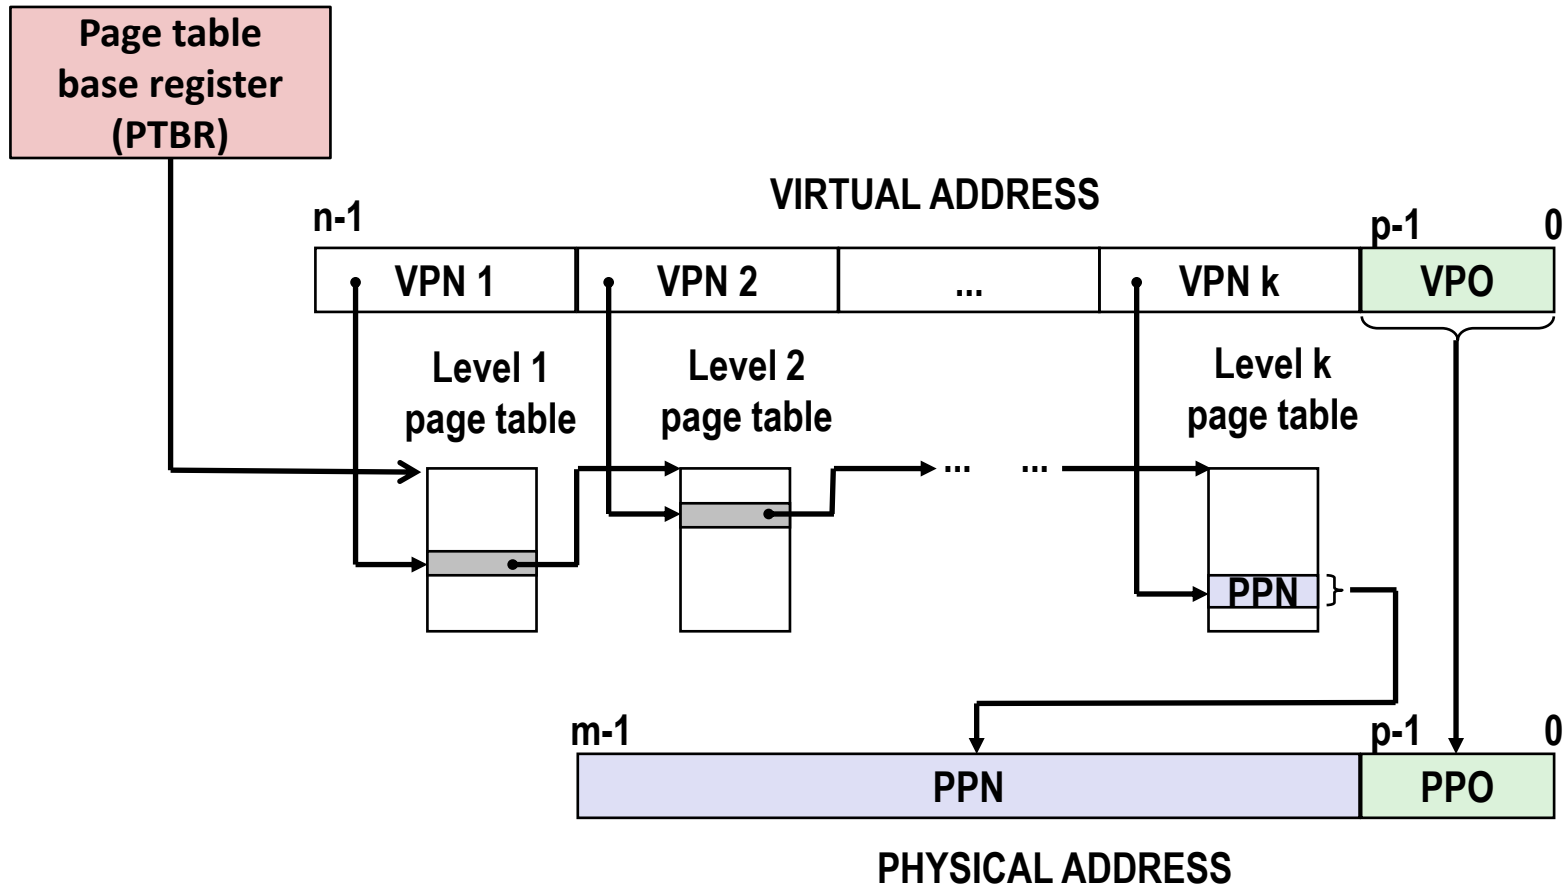 Page table
base register
(PTBR)
VIRTUAL ADDRESS
n-1
p-1
0
VPN 1
VPN 2
...
VPN k
VPO
Level 1
page table
Level 2
page table
Level k
page table
... ...
PPN
m-1
p-1
0
PPN
PPO
PHYSICAL ADDRESS